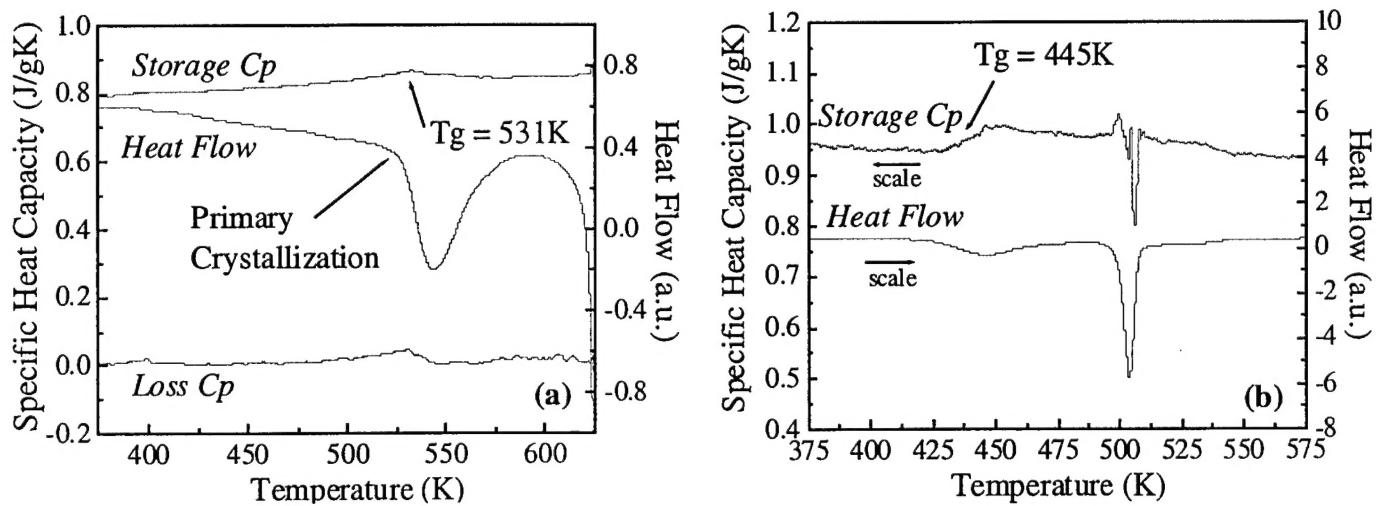 Specific Heat Capacity (J/gK)
1.0
0.8
0.6
0.4
0.2
0.0
-0.2
Storage Cp
Tg = 531K
Heat Flow
Primary
Crystallization
Loss Cp
(a)
0.8
0.4
0.0
-0.4
-0.8
Heat Flow (a.u.)
400 450 500 550 600
Temperature (K)
Specific Heat Capacity (J/gK)
1.2
1.1
1.0
0.9
0.8
0.7
0.6
0.5
0.4
Tg = 445K
Storage Cp
scale
Heat Flow
scale
(b)
10
8
6
4
2
0
-2
-4
-6
-8
Heat Flow (a.u.)
375 400 425 450 475 500 525 550 575
Temperature (K)